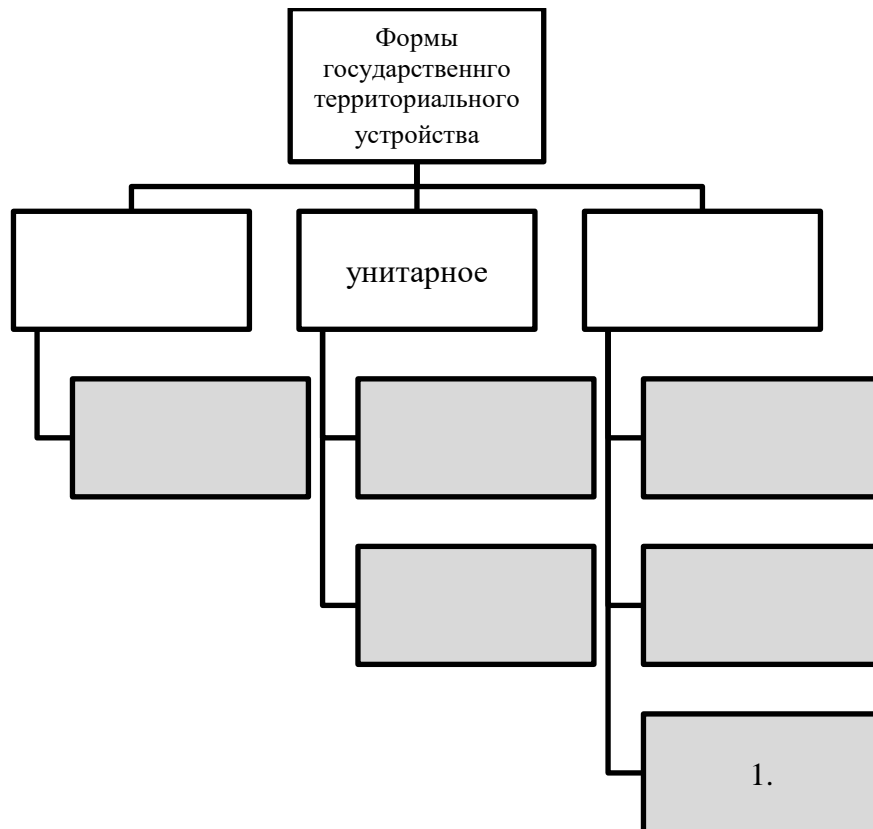 Формы
государственнго
территориального
устройства
унитарное
1.